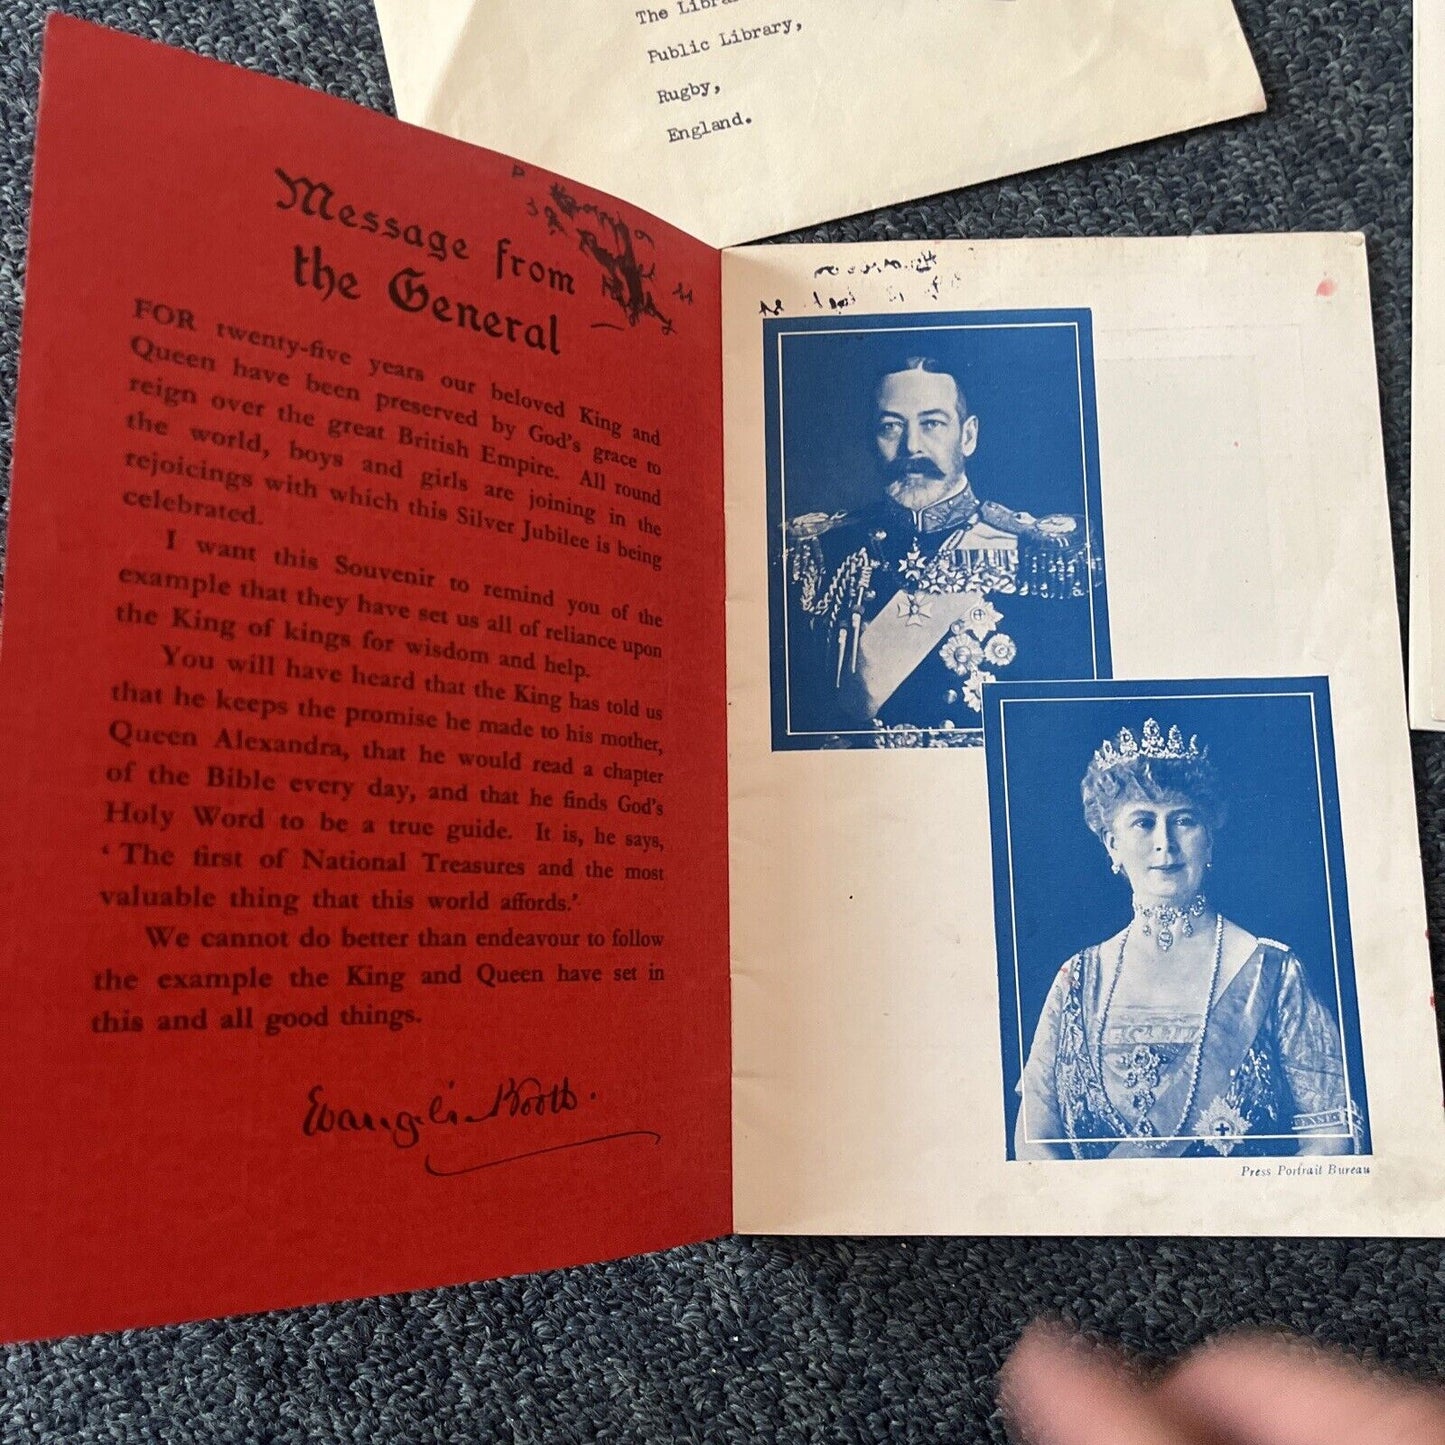 The
Public Library,
Rugby,
England.
Message from
the General
FOR twenty-five years our beloved King and
Queen have been preserved by God's grace to
reign over the great British Empire. All round
the world, boys and girls are joining in the
rejoicings with which this Silver Jubilee is being
celebrated.
I want this Souvenir to remind you of the
example that they have set us all of reliance upon
the King of kings for wisdom and help.
You will have heard that the King has told us
that he keeps the promise he made to his mother,
Queen Alexandra, that he would read a chapter
of the Bible every day, and that he finds God's
Holy Word to be a true guide. It is, he says,
‘ The first of National Treasures and the most
valuable thing that this world affords.’
We cannot do better than endeavour to follow
the example the King and Queen have set in
this and all good things.
Evangeline Booth.
Press Portrait Bureau